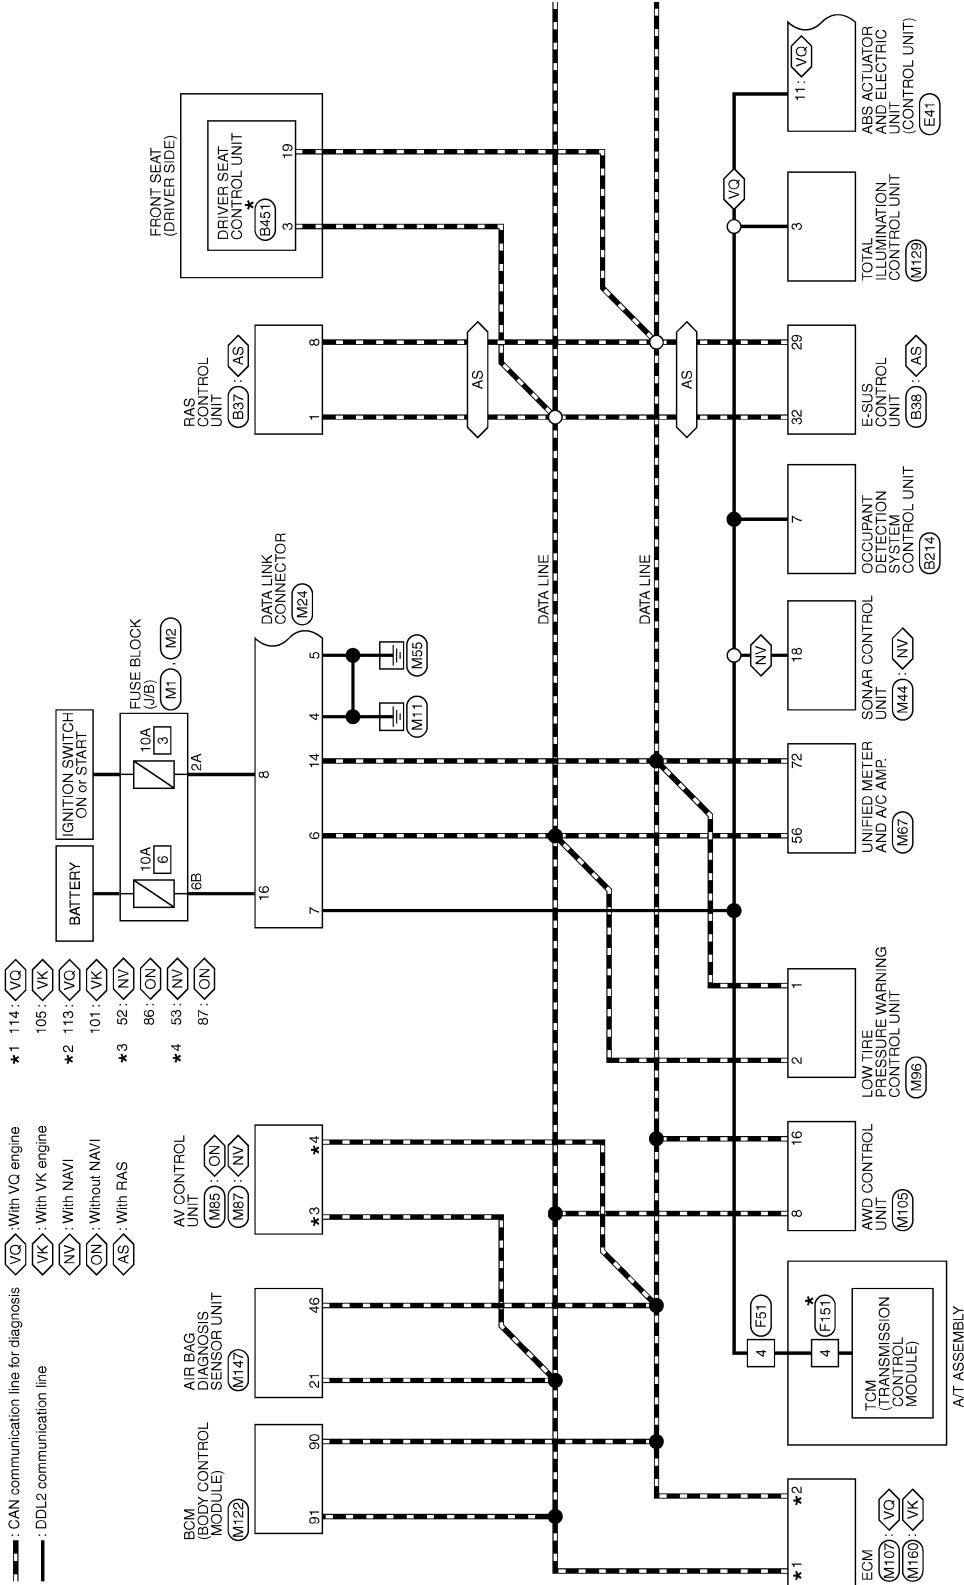 : CAN communication line for diagnosis
: DDL2 communication line
VQ :With VQ engine
VK : With VK engine
NV : With NAVI
ON : Without NAVI
AS : With RAS
*1 114 : VQ
105 : VK
*2 113 : VQ
101 : VK
*3 52 : NV
86 : ON
*4 53 : NV
87 : ON
BATTERY
IGNITION SWITCH
ON or START
10A
6
10A
3
FUSE BLOCK
(J/B)
M1 , M2
6B
2A
16
8
7
6
14
4
5
DATA LINK
CONNECTOR
M24
M11
M55
FRONT SEAT
(DRIVER SIDE)
DRIVER SEAT
CONTROL UNIT
*
B451
3
19
BCM
(BODY CONTROL
MODULE)
M122
91
90
AIR BAG
DIAGNOSIS
SENSOR UNIT
M147
21
46
AV CONTROL
UNIT
M85 : ON
M87 : NV
*3
*4
RAS
CONTROL
UNIT
B37 : AS
1
8
AS
DATA LINE
DATA LINE
AS
VQ
NV
*1
*2
ECM
M107 : VQ
M160 : VK
4
F51
4
*
F151
TCM
(TRANSMISSION
CONTROL
MODULE)
A/T ASSEMBLY
8
16
AWD CONTROL
UNIT
M105
2
1
LOW TIRE
PRESSURE WARNING
CONTROL UNIT
M96
56
72
UNIFIED METER
AND A/C AMP.
M67
18
SONAR CONTROL
UNIT
M44 : NV
7
OCCUPANT
DETECTION
SYSTEM
CONTROL UNIT
B214
32
29
E-SUS
CONTROL
UNIT
B38 : AS
3
TOTAL
ILLUMINATION
CONTROL UNIT
M129
11 : VQ
ABS ACTUATOR
AND ELECTRIC
UNIT
(CONTROL UNIT)
E41